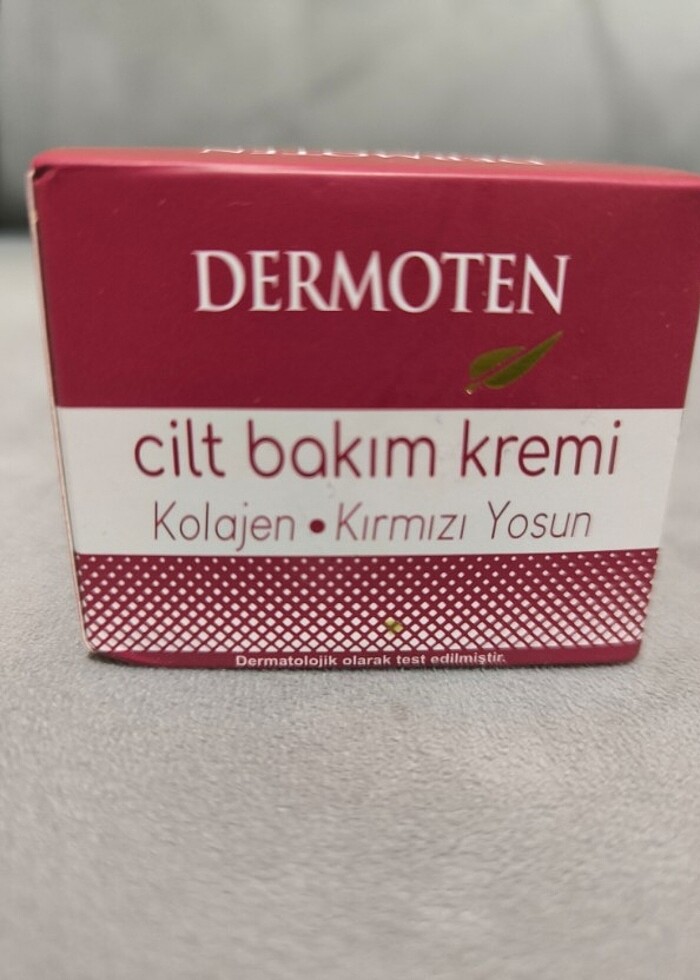 DERMOTEN
cilt bakım kremi
Kolajen • Kırmızı Yosun
Dermatolojik olarak test edilmiştir.